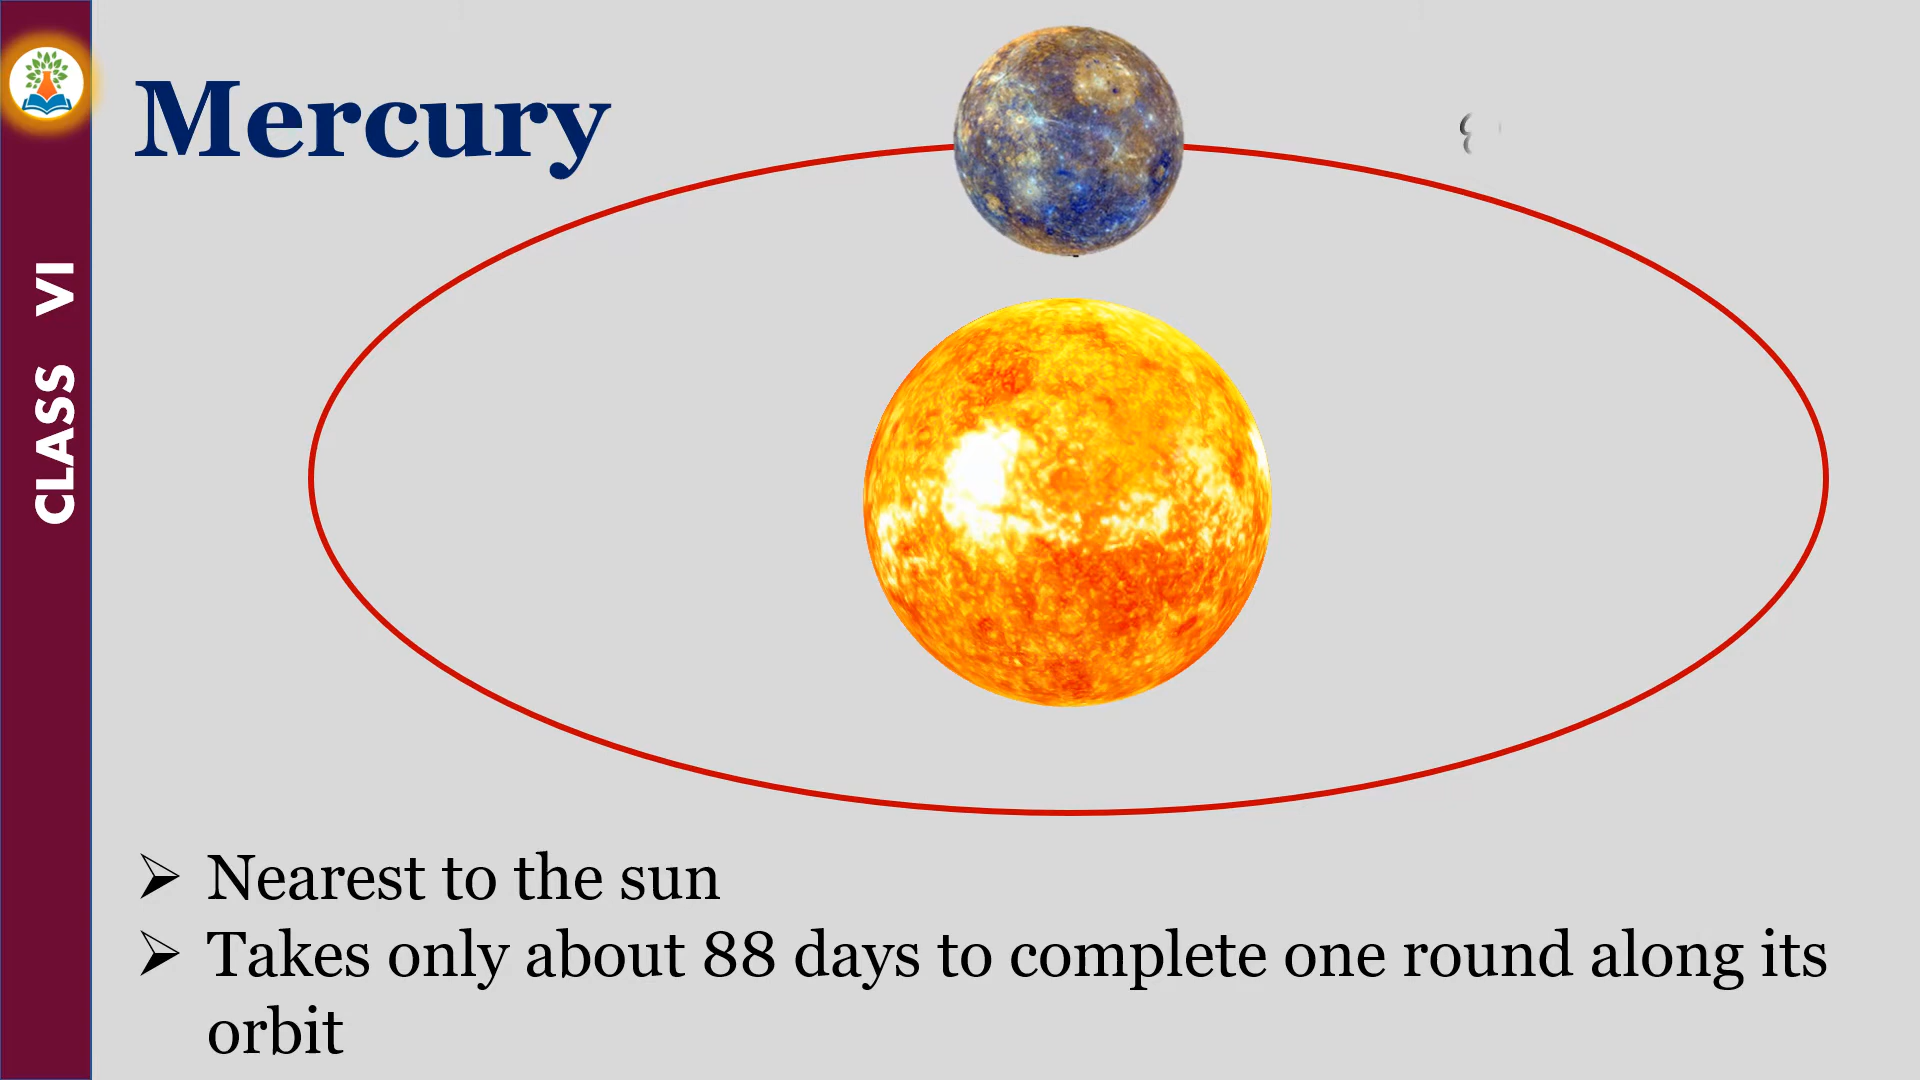 Mercury
CLASS VI
➢ Nearest to the sun
➢ Takes only about 88 days to complete one round along its
orbit